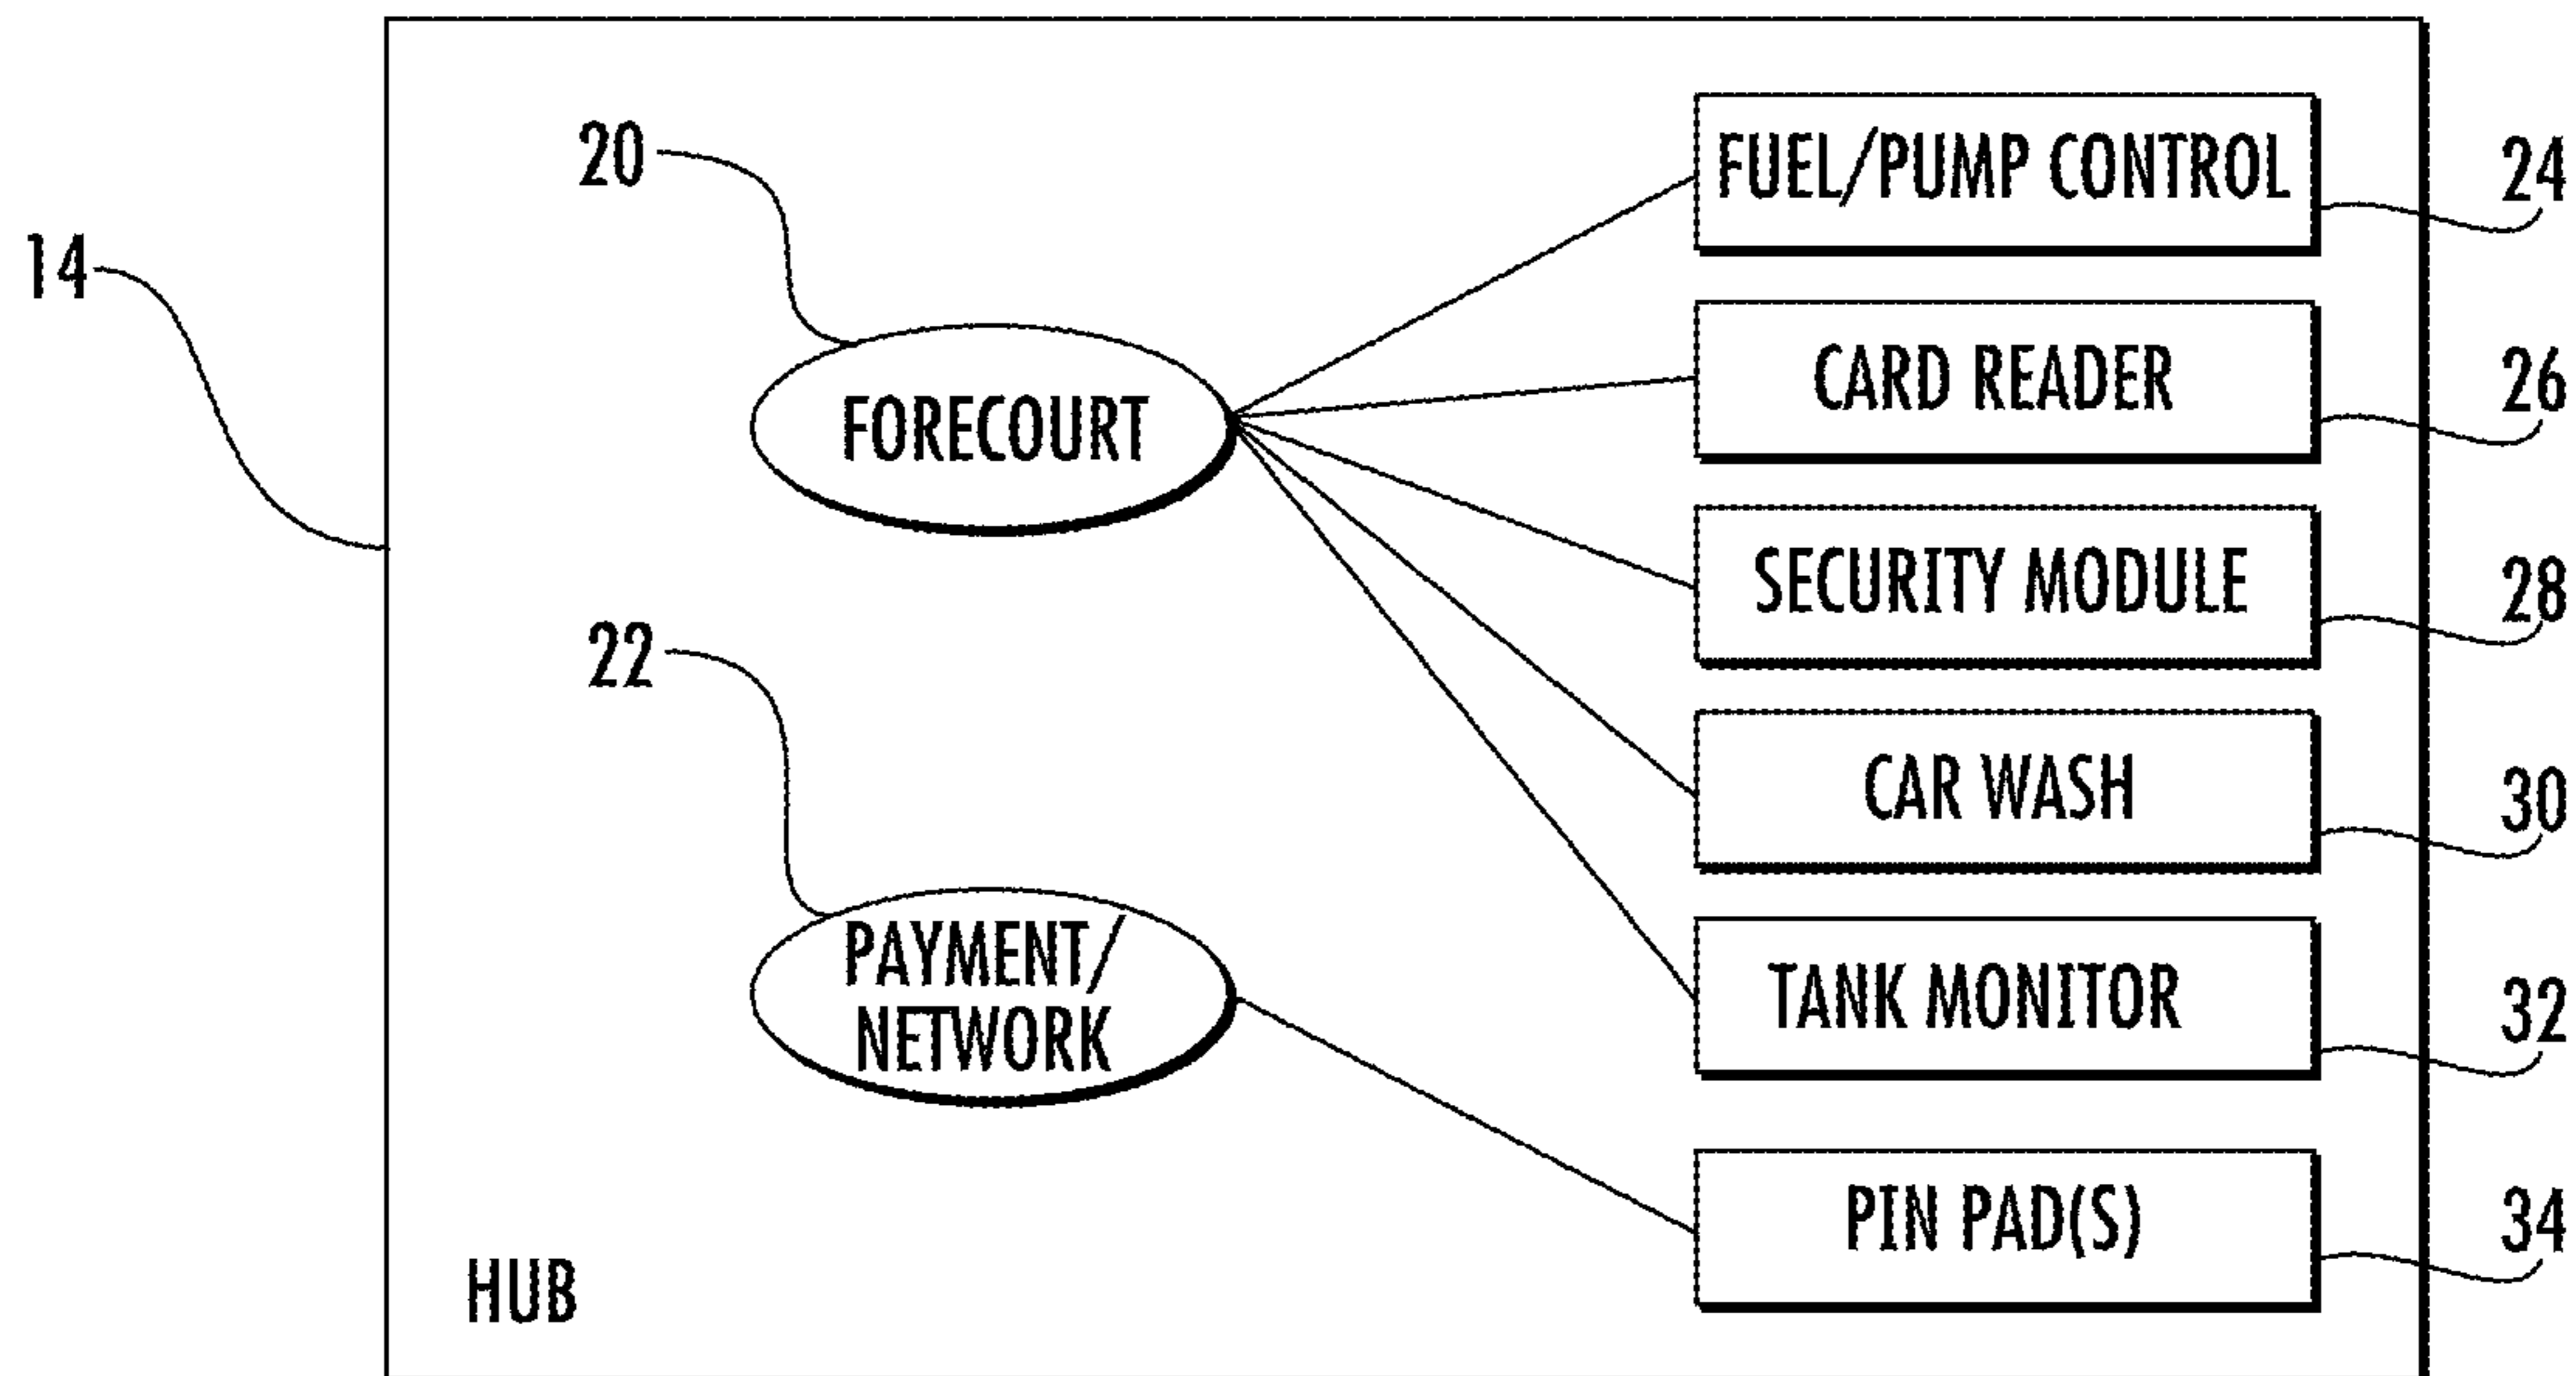 20
FUEL/PUMP CONTROL
24
14
FORECOURT
CARD READER
26
SECURITY MODULE
28
22
CAR WASH
30
PAYMENT/
NETWORK
TANK MONITOR
32
PIN PAD(S)
34
HUB